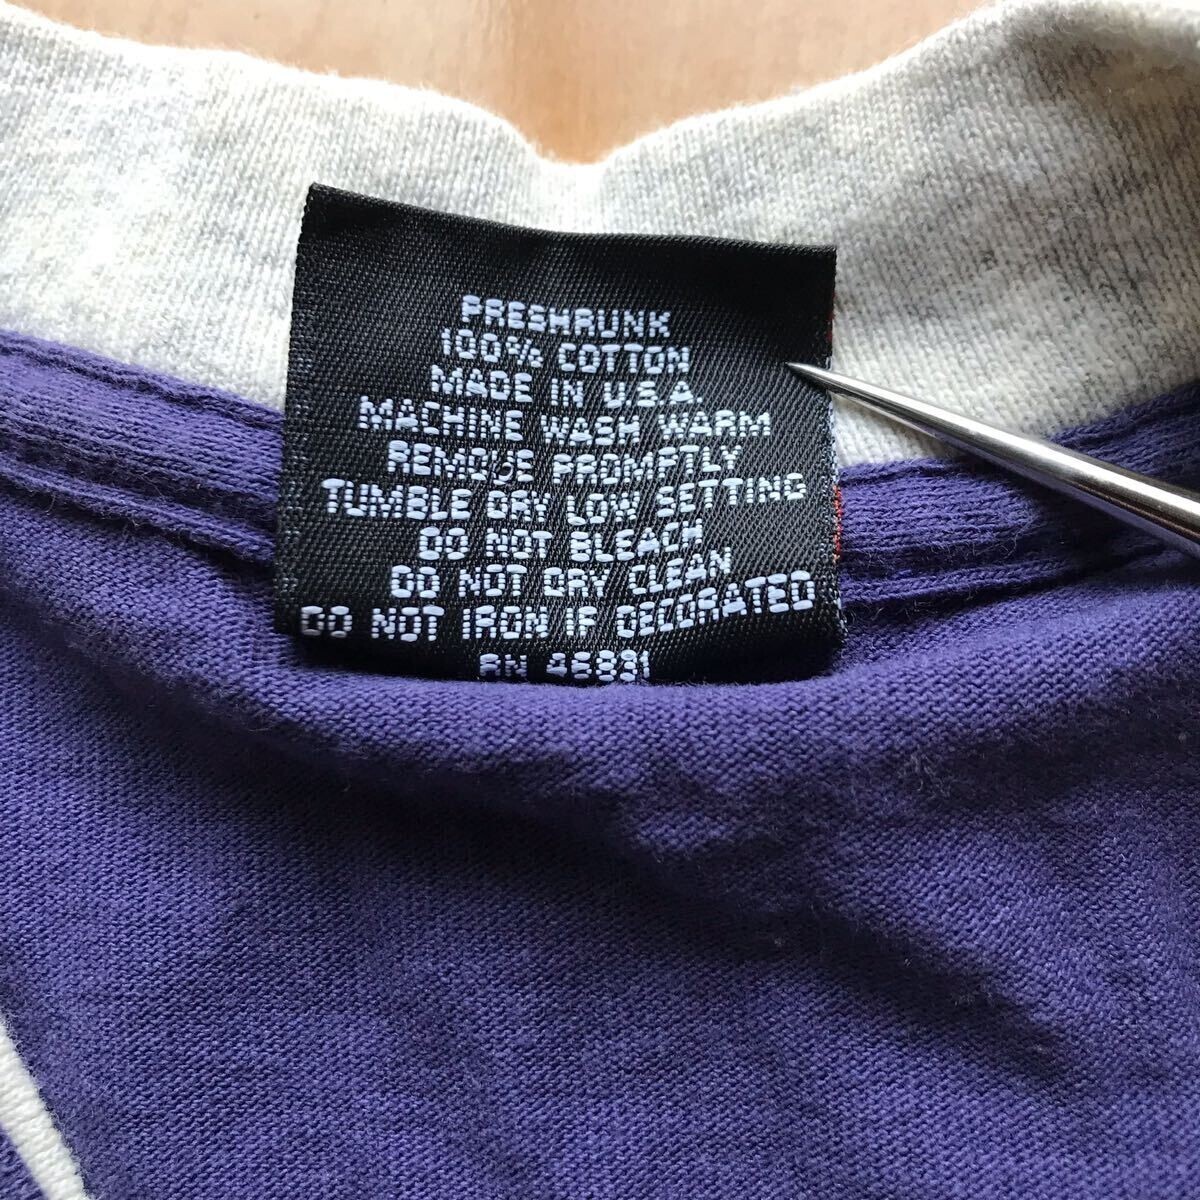 PRESHRUNK
100% COTTON
MADE IN U.S.A.
MACHINE WASH WARM
REMOVE PROMPTLY
TUMBLE DRY LOW SETTING
DO NOT BLEACH
DO NOT DRY CLEAN
DO NOT IRON IF DECORATED
RN